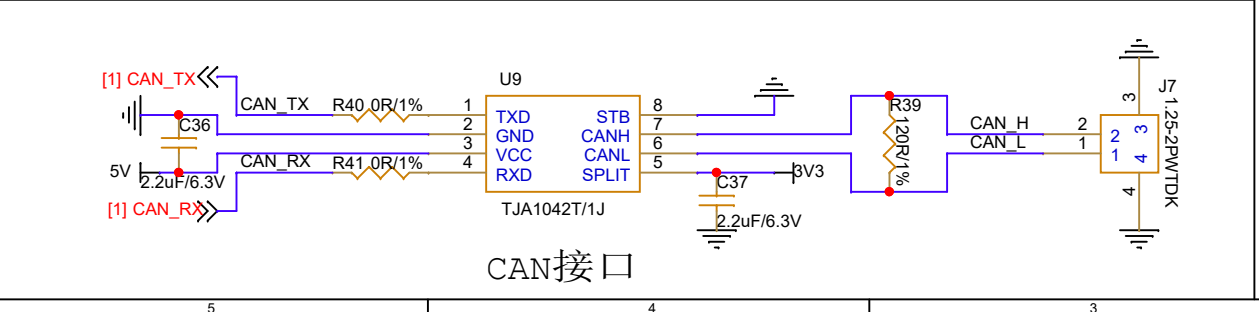 [1] CAN_TX
CAN_TX
R40 0R/1%
C36
5V
2.2uF/6.3V
CAN_RX
R41 0R/1%
[1] CAN_RX
U9
1
2
3
4
TXD
GND
VCC
RXD
STB
CANH
CANL
SPLIT
8
7
6
5
TJA1042T/1J
C37
2.2uF/6.3V
3V3
R39
120R/1%
CAN_H
CAN_L
2
1
2
1
3
3
4
4
J7
1.25-2PWTDK
CAN接口
5
4
3